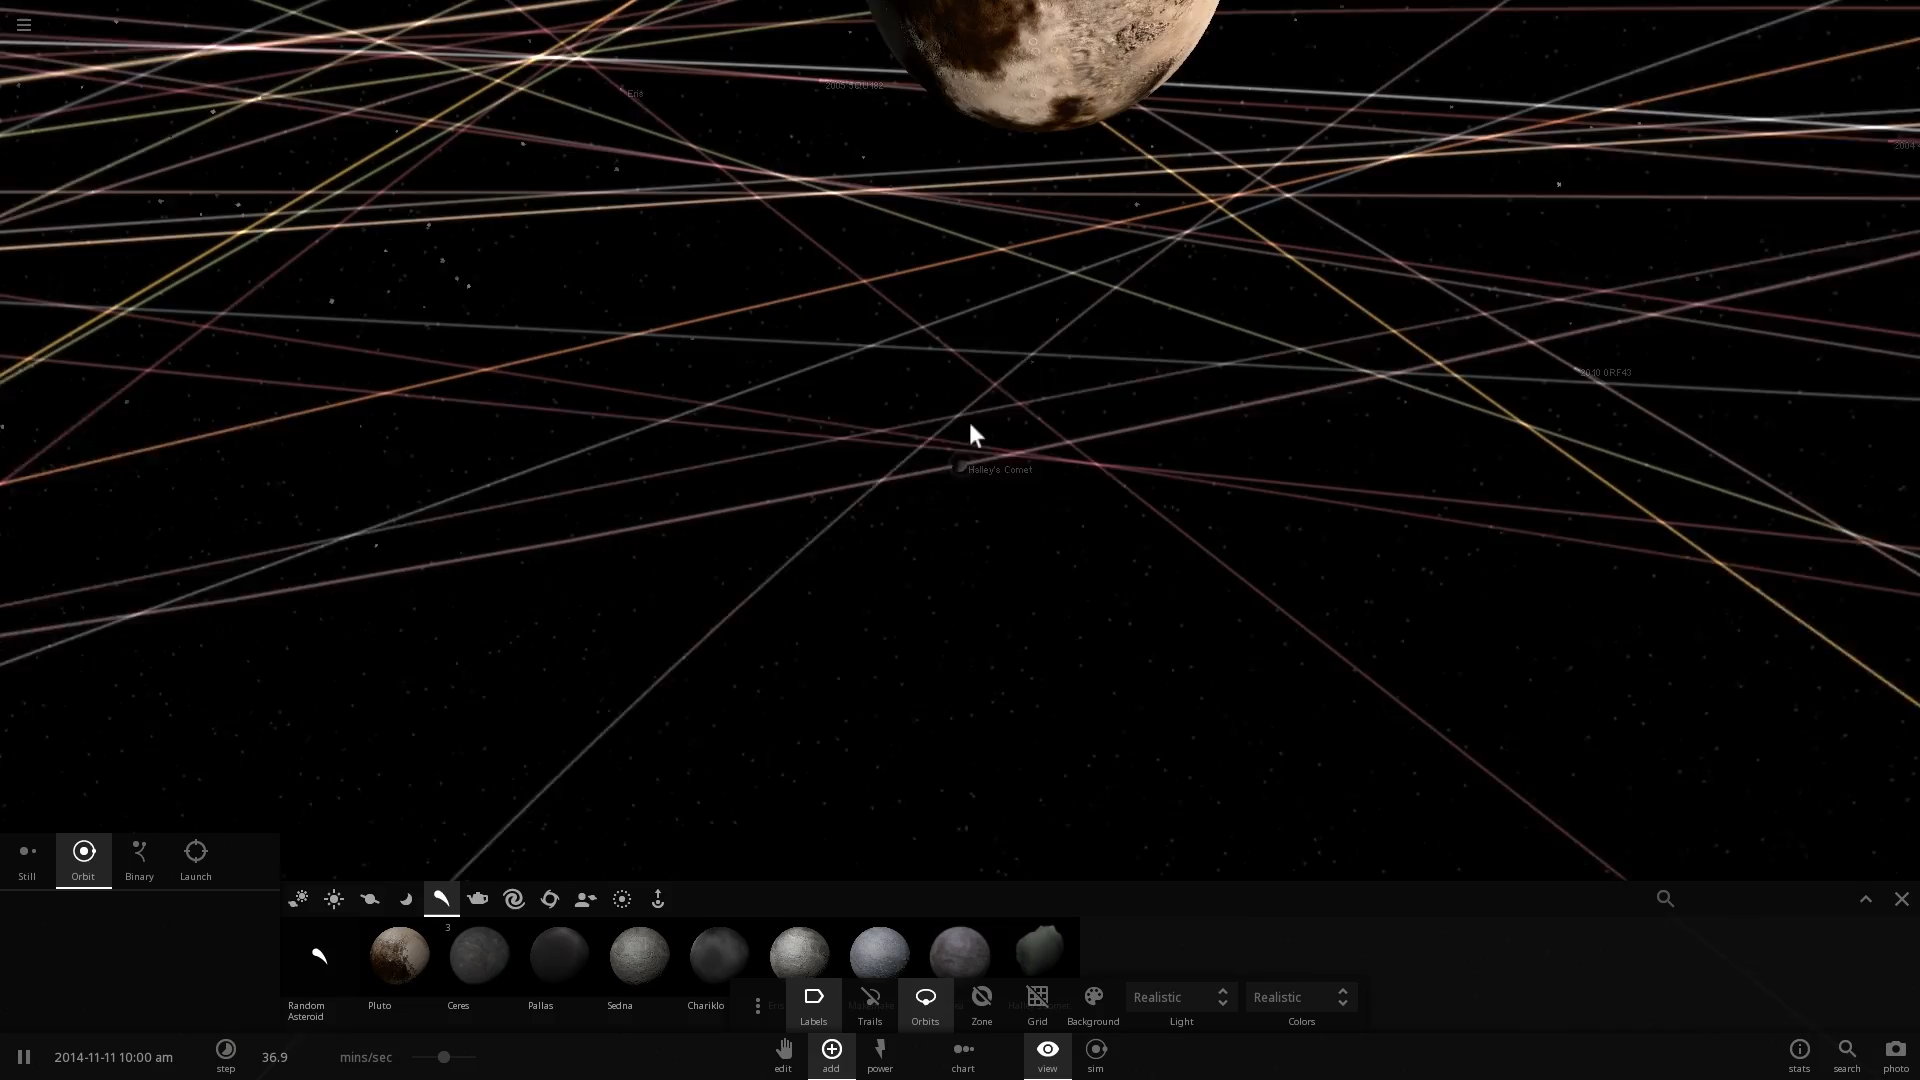 Eris
Halley's Comet
Still
Orbit
Binary
Launch
3
Random
Asteroid
Pluto
Ceres
Pallas
Sedna
Chariklo
Labels
Trails
Orbits
Zone
Grid
Background
Realistic
Light
Realistic
Colors
2014-11-11 10:00 am
step
36.9
mins/sec
edit
add
power
chart
view
sim
stats
search
photo